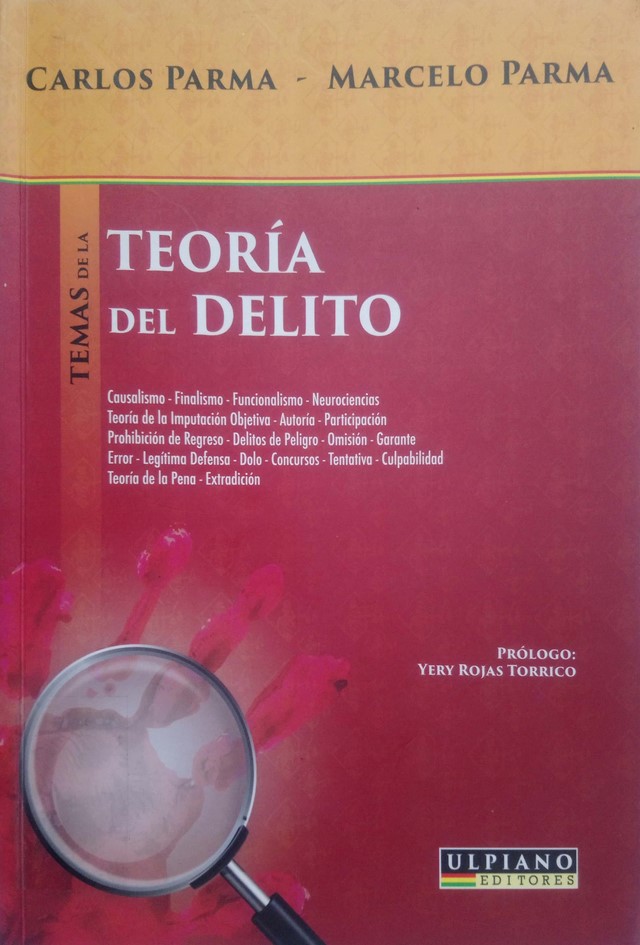 CARLOS PARMA - MARCELO PARMA
TEMAS DE LA
TEORÍA
DEL DELITO
Causalismo - Finalismo - Funcionalismo - Neurociencias
Teoría de la Imputación Objetiva - Autoría - Participación
Prohibición de Regreso - Delitos de Peligro - Omisión - Garante
Error - Legítima Defensa - Dolo - Concursos - Tentativa - Culpabilidad
Teoría de la Pena - Extradición
PRÓLOGO:
YERY ROJAS TORRICO
ULPIANO
EDITORES